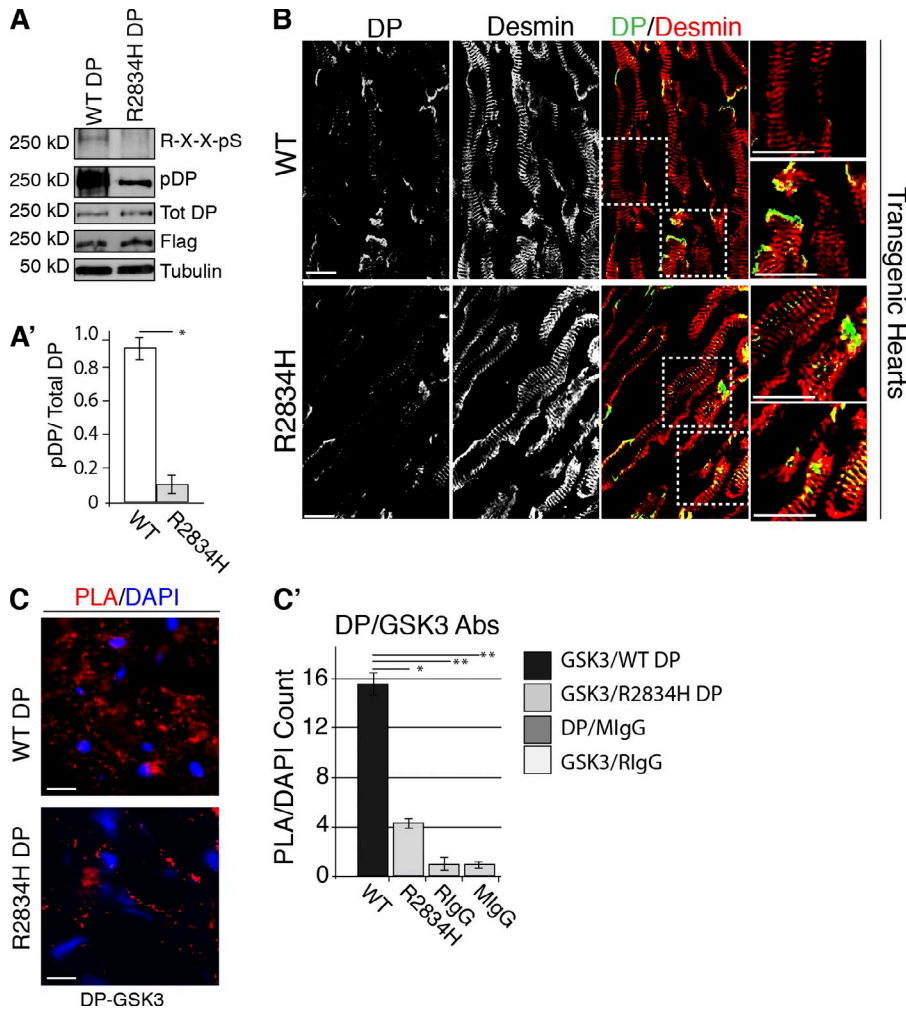 A
WT DP
R2834H DP
250 kD
R-X-X-pS
250 kD
pDP
250 kD
Tot DP
250 kD
Flag
50 kD
Tubulin
A'
pDP/ Total DP
1.0
0.8
0.6
0.4
0.2
0
*
WT
R2834H
B
DP
Desmin
DP/Desmin
WT
R2834H
Transgenic Hearts
C
PLA/DAPI
WT DP
R2834H DP
DP-GSK3
C'
DP/GSK3 Abs
PLA/DAPI Count
16
12
8
4
0
**
**
*
WT
R2834H
RIgG
MIgG
GSK3/WT DP
GSK3/R2834H DP
DP/MIgG
GSK3/RIgG